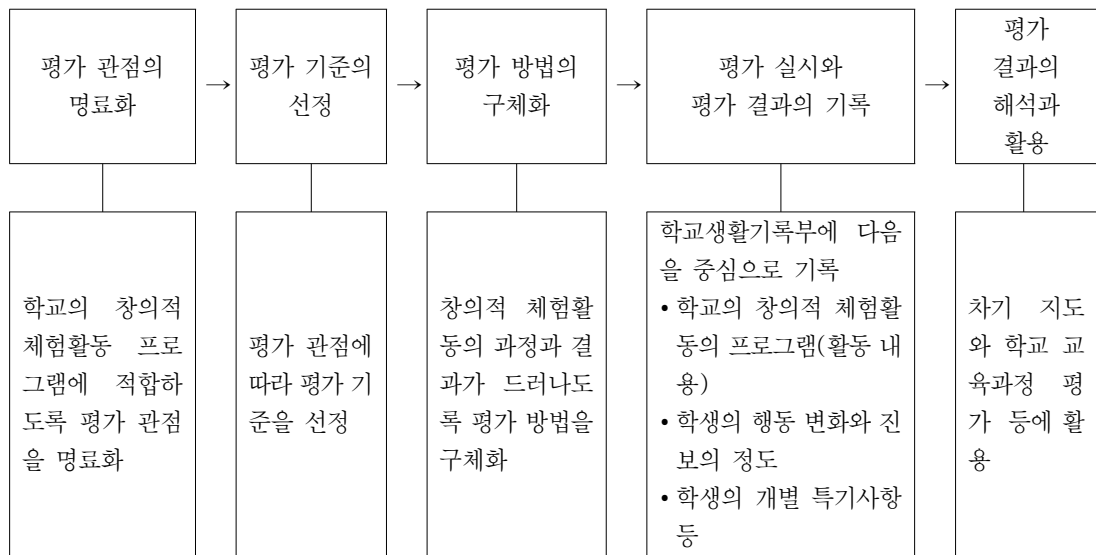 평가 관점의
명료화
→
평가 기준의
선정
→
평가 방법의
구체화
→
평가 실시와
평가 결과의 기록
→
평가
결과의
해석과
활용
학교의 창의적
체험활동 프로
그램에 적합하
도록 평가 관점
을 명료화
평가 관점에
따라 평가 기
준을 선정
창의적 체험활
동의 과정과 결
과가 드러나도
록 평가 방법을
구체화
학교생활기록부에 다음
을 중심으로 기록
• 학교의 창의적 체험활
동의 프로그램(활동 내
용)
• 학생의 행동 변화와 진
보의 정도
• 학생의 개별 특기사항
등
차기 지도
와 학교 교
육과정 평
가 등에 활
용